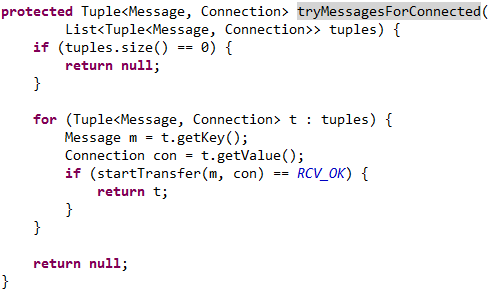 protected Tuple<Message, Connection> tryMessagesForConnected(
        List<Tuple<Message, Connection>> tuples) {
    if (tuples.size() == 0) {
        return null;
    }

    for (Tuple<Message, Connection> t : tuples) {
        Message m = t.getKey();
        Connection con = t.getValue();
        if (startTransfer(m, con) == RCV_OK) {
            return t;
        }
    }

    return null;
}